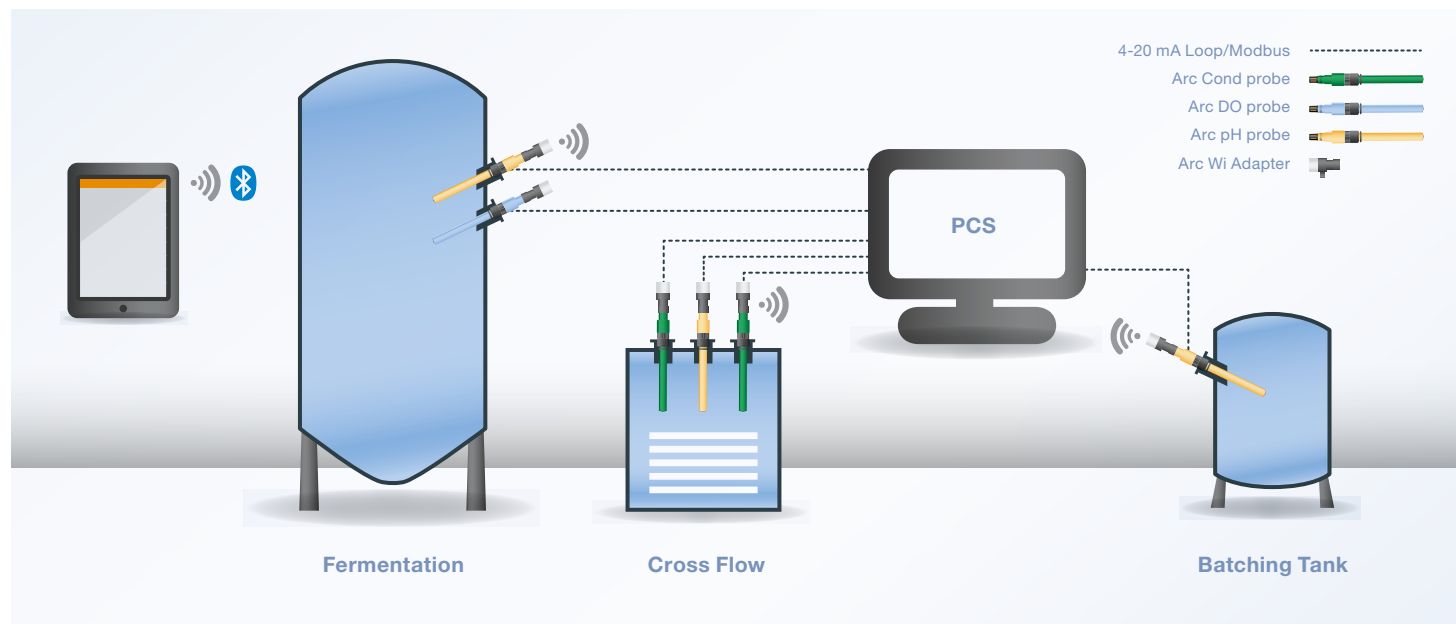 4-20 mA Loop/Modbus
Arc Cond probe
Arc DO probe
Arc pH probe
Arc Wi Adapter
PCS
Fermentation
Cross Flow
Batching Tank